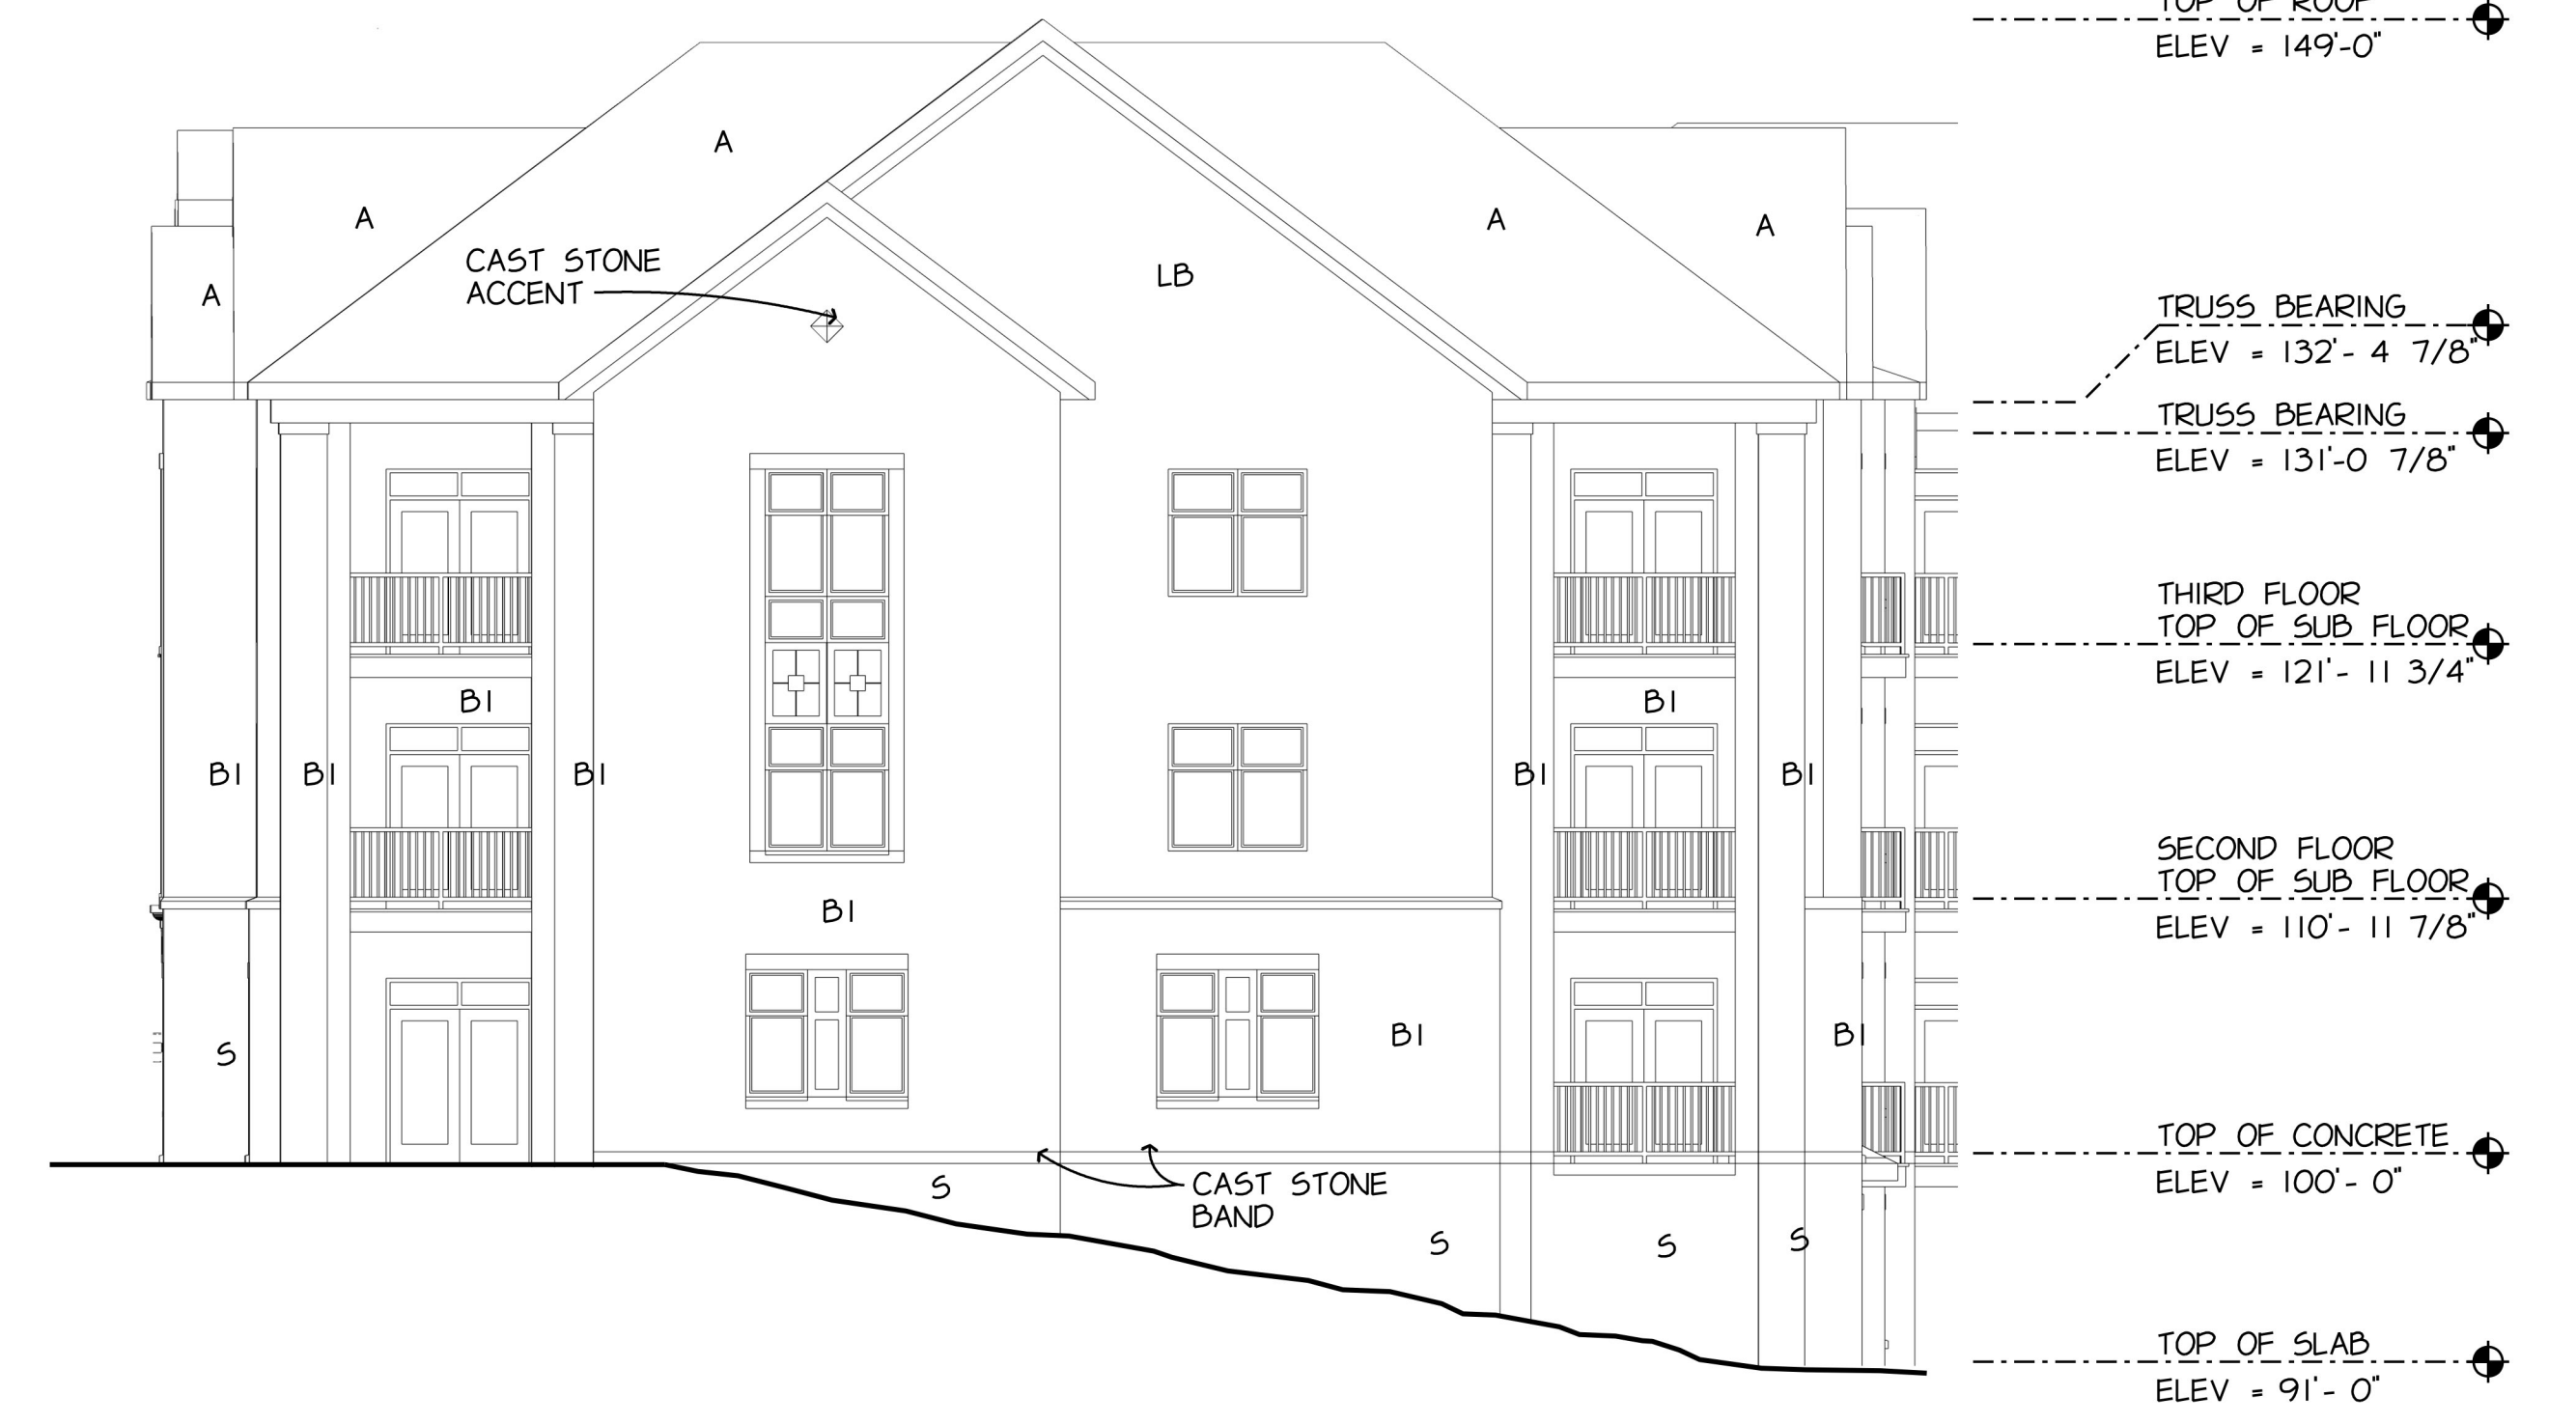 TOP OF ROOF
ELEV = 149'-0"
A
A
A
A
A
CAST STONE
ACCENT
LB
A
TRUSS BEARING
ELEV = 132'- 4 7/8"
TRUSS BEARING
ELEV = 131'-0 7/8"
THIRD FLOOR
TOP OF SUB FLOOR
ELEV = 121'- 11 3/4"
B1
B1
B1
B1
B1
B1
B1
SECOND FLOOR
TOP OF SUB FLOOR
ELEV = 110'- 11 7/8"
B1
B1
B1
S
TOP OF CONCRETE
ELEV = 100'- 0"
S
CAST STONE
BAND
S
S
S
TOP OF SLAB
ELEV = 91'- 0"